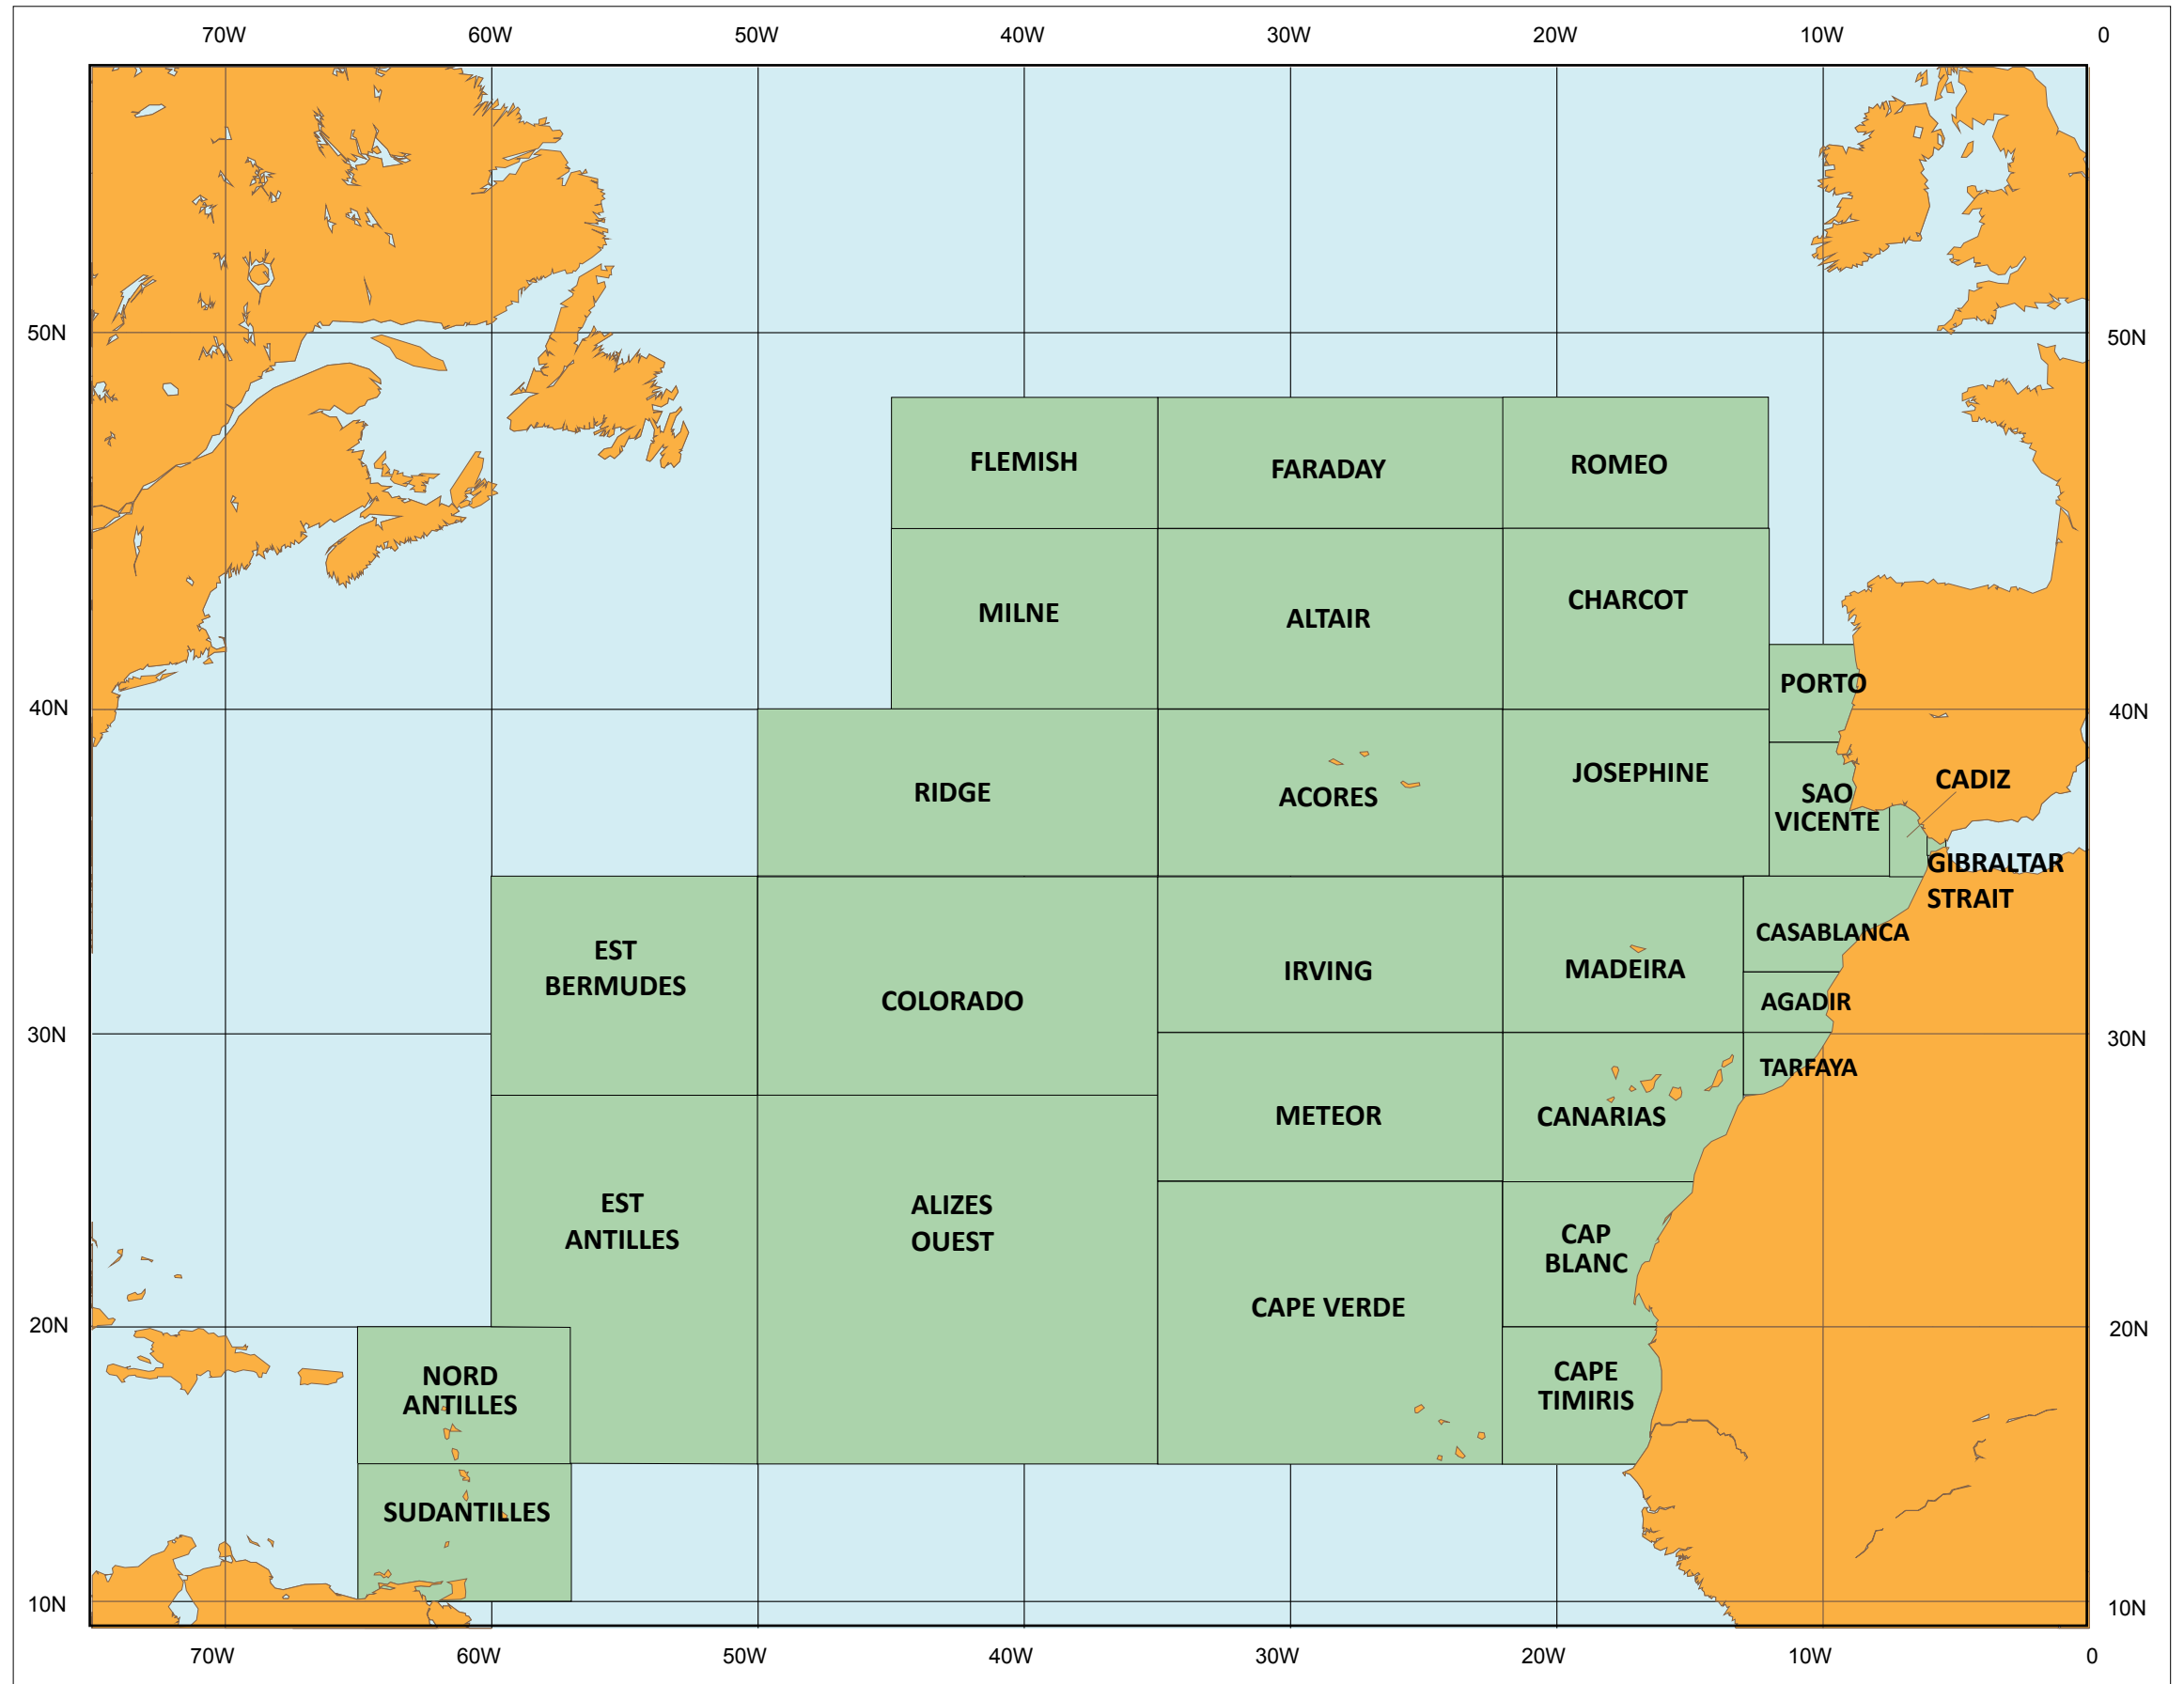 70W 60W 50W 40W 30W 20W 10W 0
50N 50N
FLEMISH FARADAY ROMEO
MILNE ALTAIR CHARCOT
PORTO
40N 40N
RIDGE ACORES JOSEPHINE
SAO
VICENTE
CADIZ
GIBRALTAR
STRAIT
EST
BERMUDES
COLORADO
IRVING
MADEIRA
CASABLANCA
AGADIR
30N 30N
TARFAYA
METEOR
CANARIAS
EST
ANTILLES
ALIZES
OUEST
CAP
BLANC
CAPE VERDE
20N 20N
NORD
ANTILLES
CAPE
TIMIRIS
SUDANTILLES
10N 10N
70W 60W 50W 40W 30W 20W 10W 0